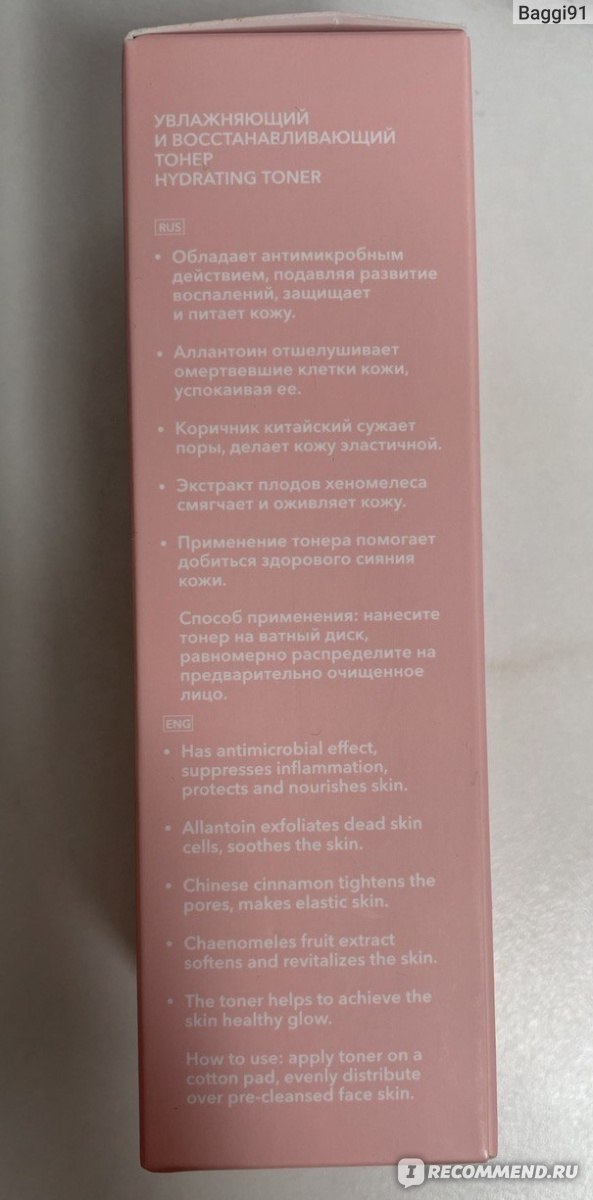 Baggi91
УВЛАЖНЯЮЩИЙ
И ВОССТАНАВЛИВАЮЩИЙ
ТОНЕР
HYDRATING TONER
RUS
• Обладает антимикробным
действием, подавляя развитие
воспалений, защищает
и питает кожу.
• Аллантоин отшелушивает
омертвевшие клетки кожи,
успокаивая ее.
• Коричник китайский сужает
поры, делает кожу эластичной.
• Экстракт плодов хеномелеса
смягчает и оживляет кожу.
• Применение тонера помогает
добиться здорового сияния
кожи.
Способ применения: нанесите
тонер на ватный диск,
равномерно распределите на
предварительно очищенное
лицо.
ENG
• Has antimicrobial effect,
suppresses inflammation,
protects and nourishes skin.
• Allantoin exfoliates dead skin
cells, soothes the skin.
• Chinese cinnamon tightens the
pores, makes elastic skin.
• Chaenomeles fruit extract
softens and revitalizes the skin.
• The toner helps to achieve the
skin healthy glow.
How to use: apply toner on a
cotton pad, evenly distribute
over pre-cleansed face skin.
I RECOMMEND.RU